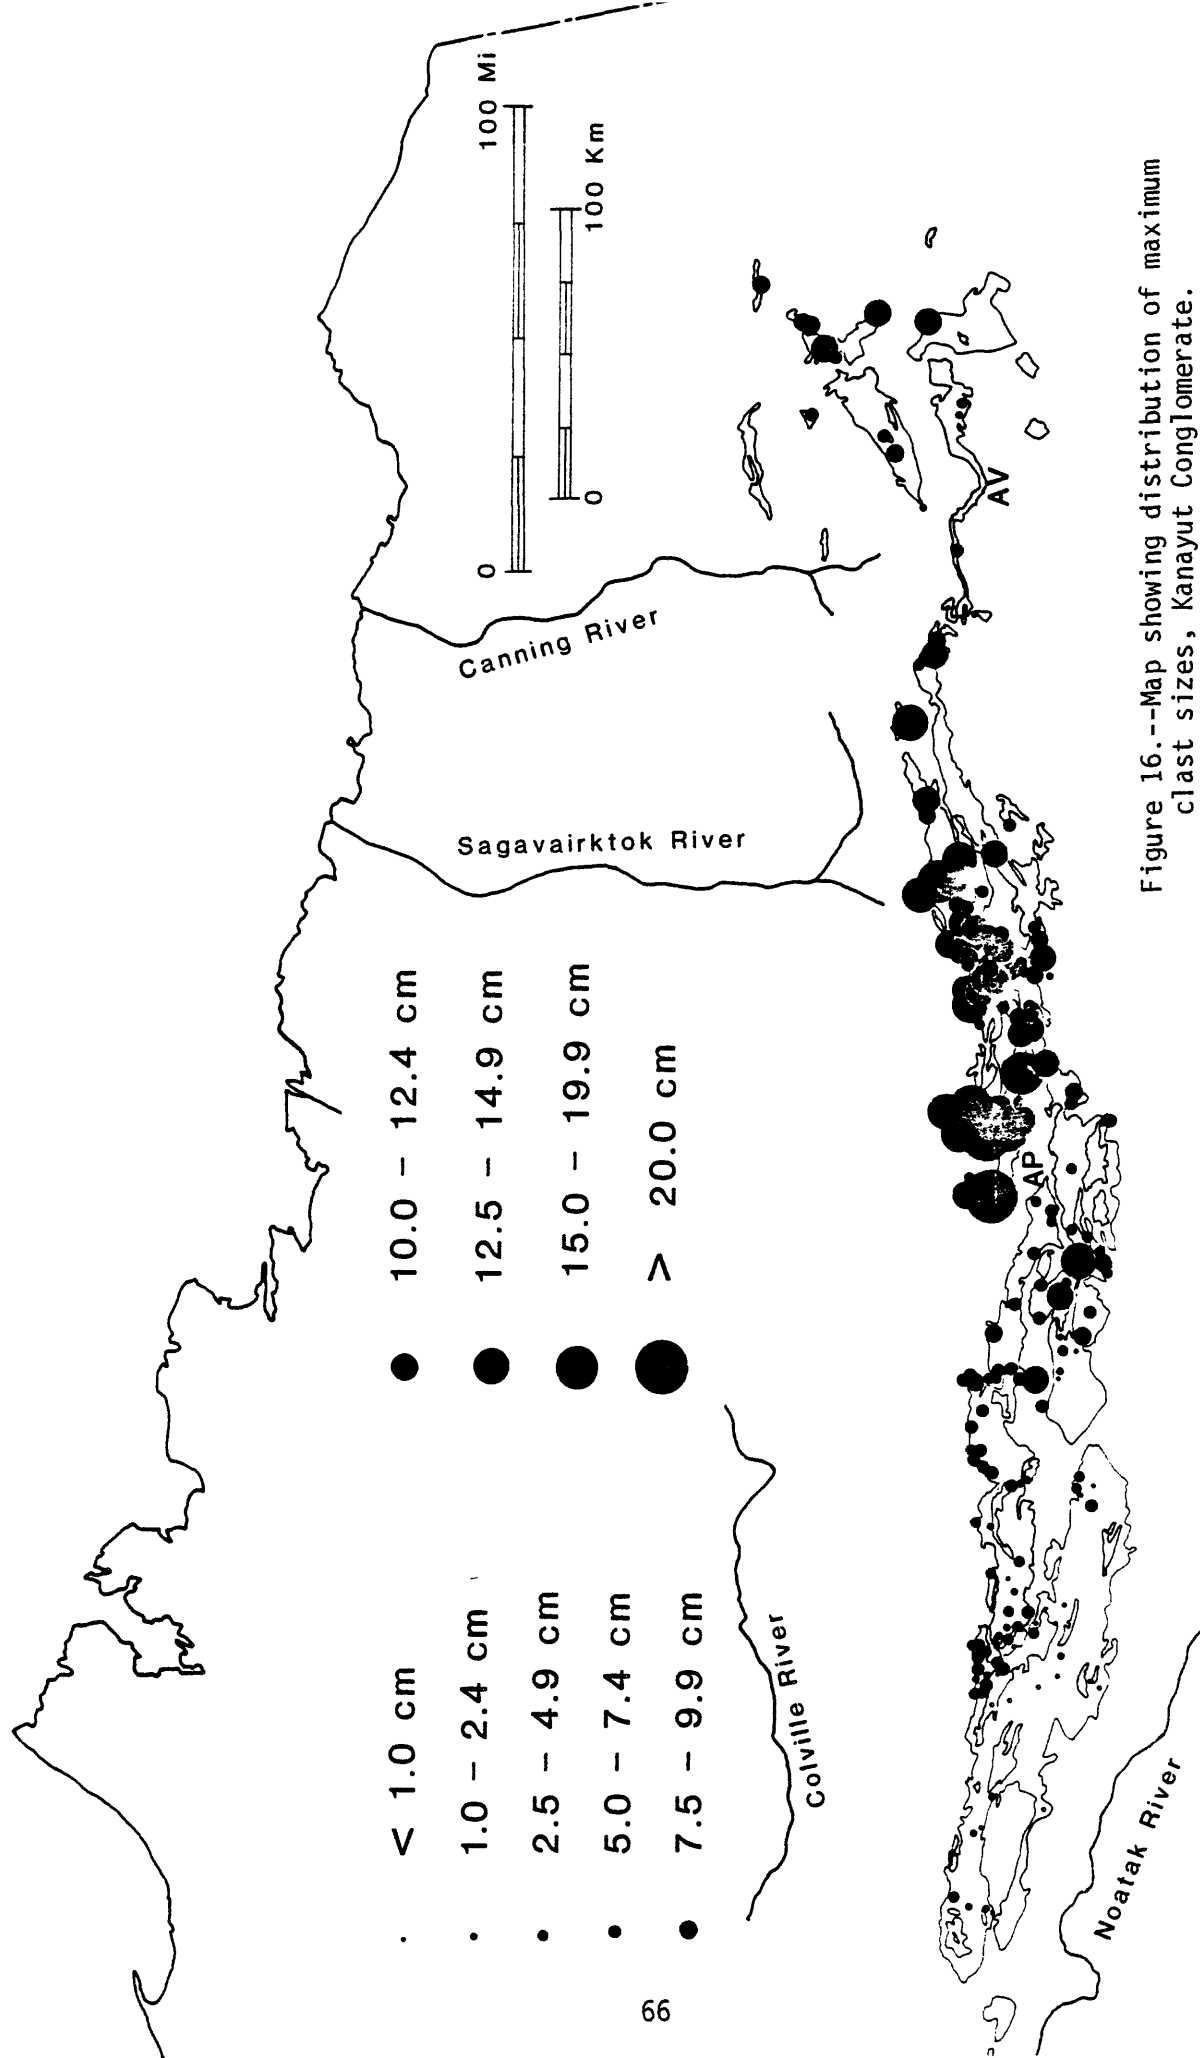 < 1.0 cm
1.0 – 2.4 cm
2.5 – 4.9 cm
5.0 – 7.4 cm
7.5 – 9.9 cm
10.0 – 12.4 cm
12.5 – 14.9 cm
15.0 – 19.9 cm
> 20.0 cm
0 100 Mi
0 100 Km
Colville River
Sagavairktok River
Canning River
Noatak River
AP
AV
Figure 16.--Map showing distribution of maximum
clast sizes, Kanayut Conglomerate.
66